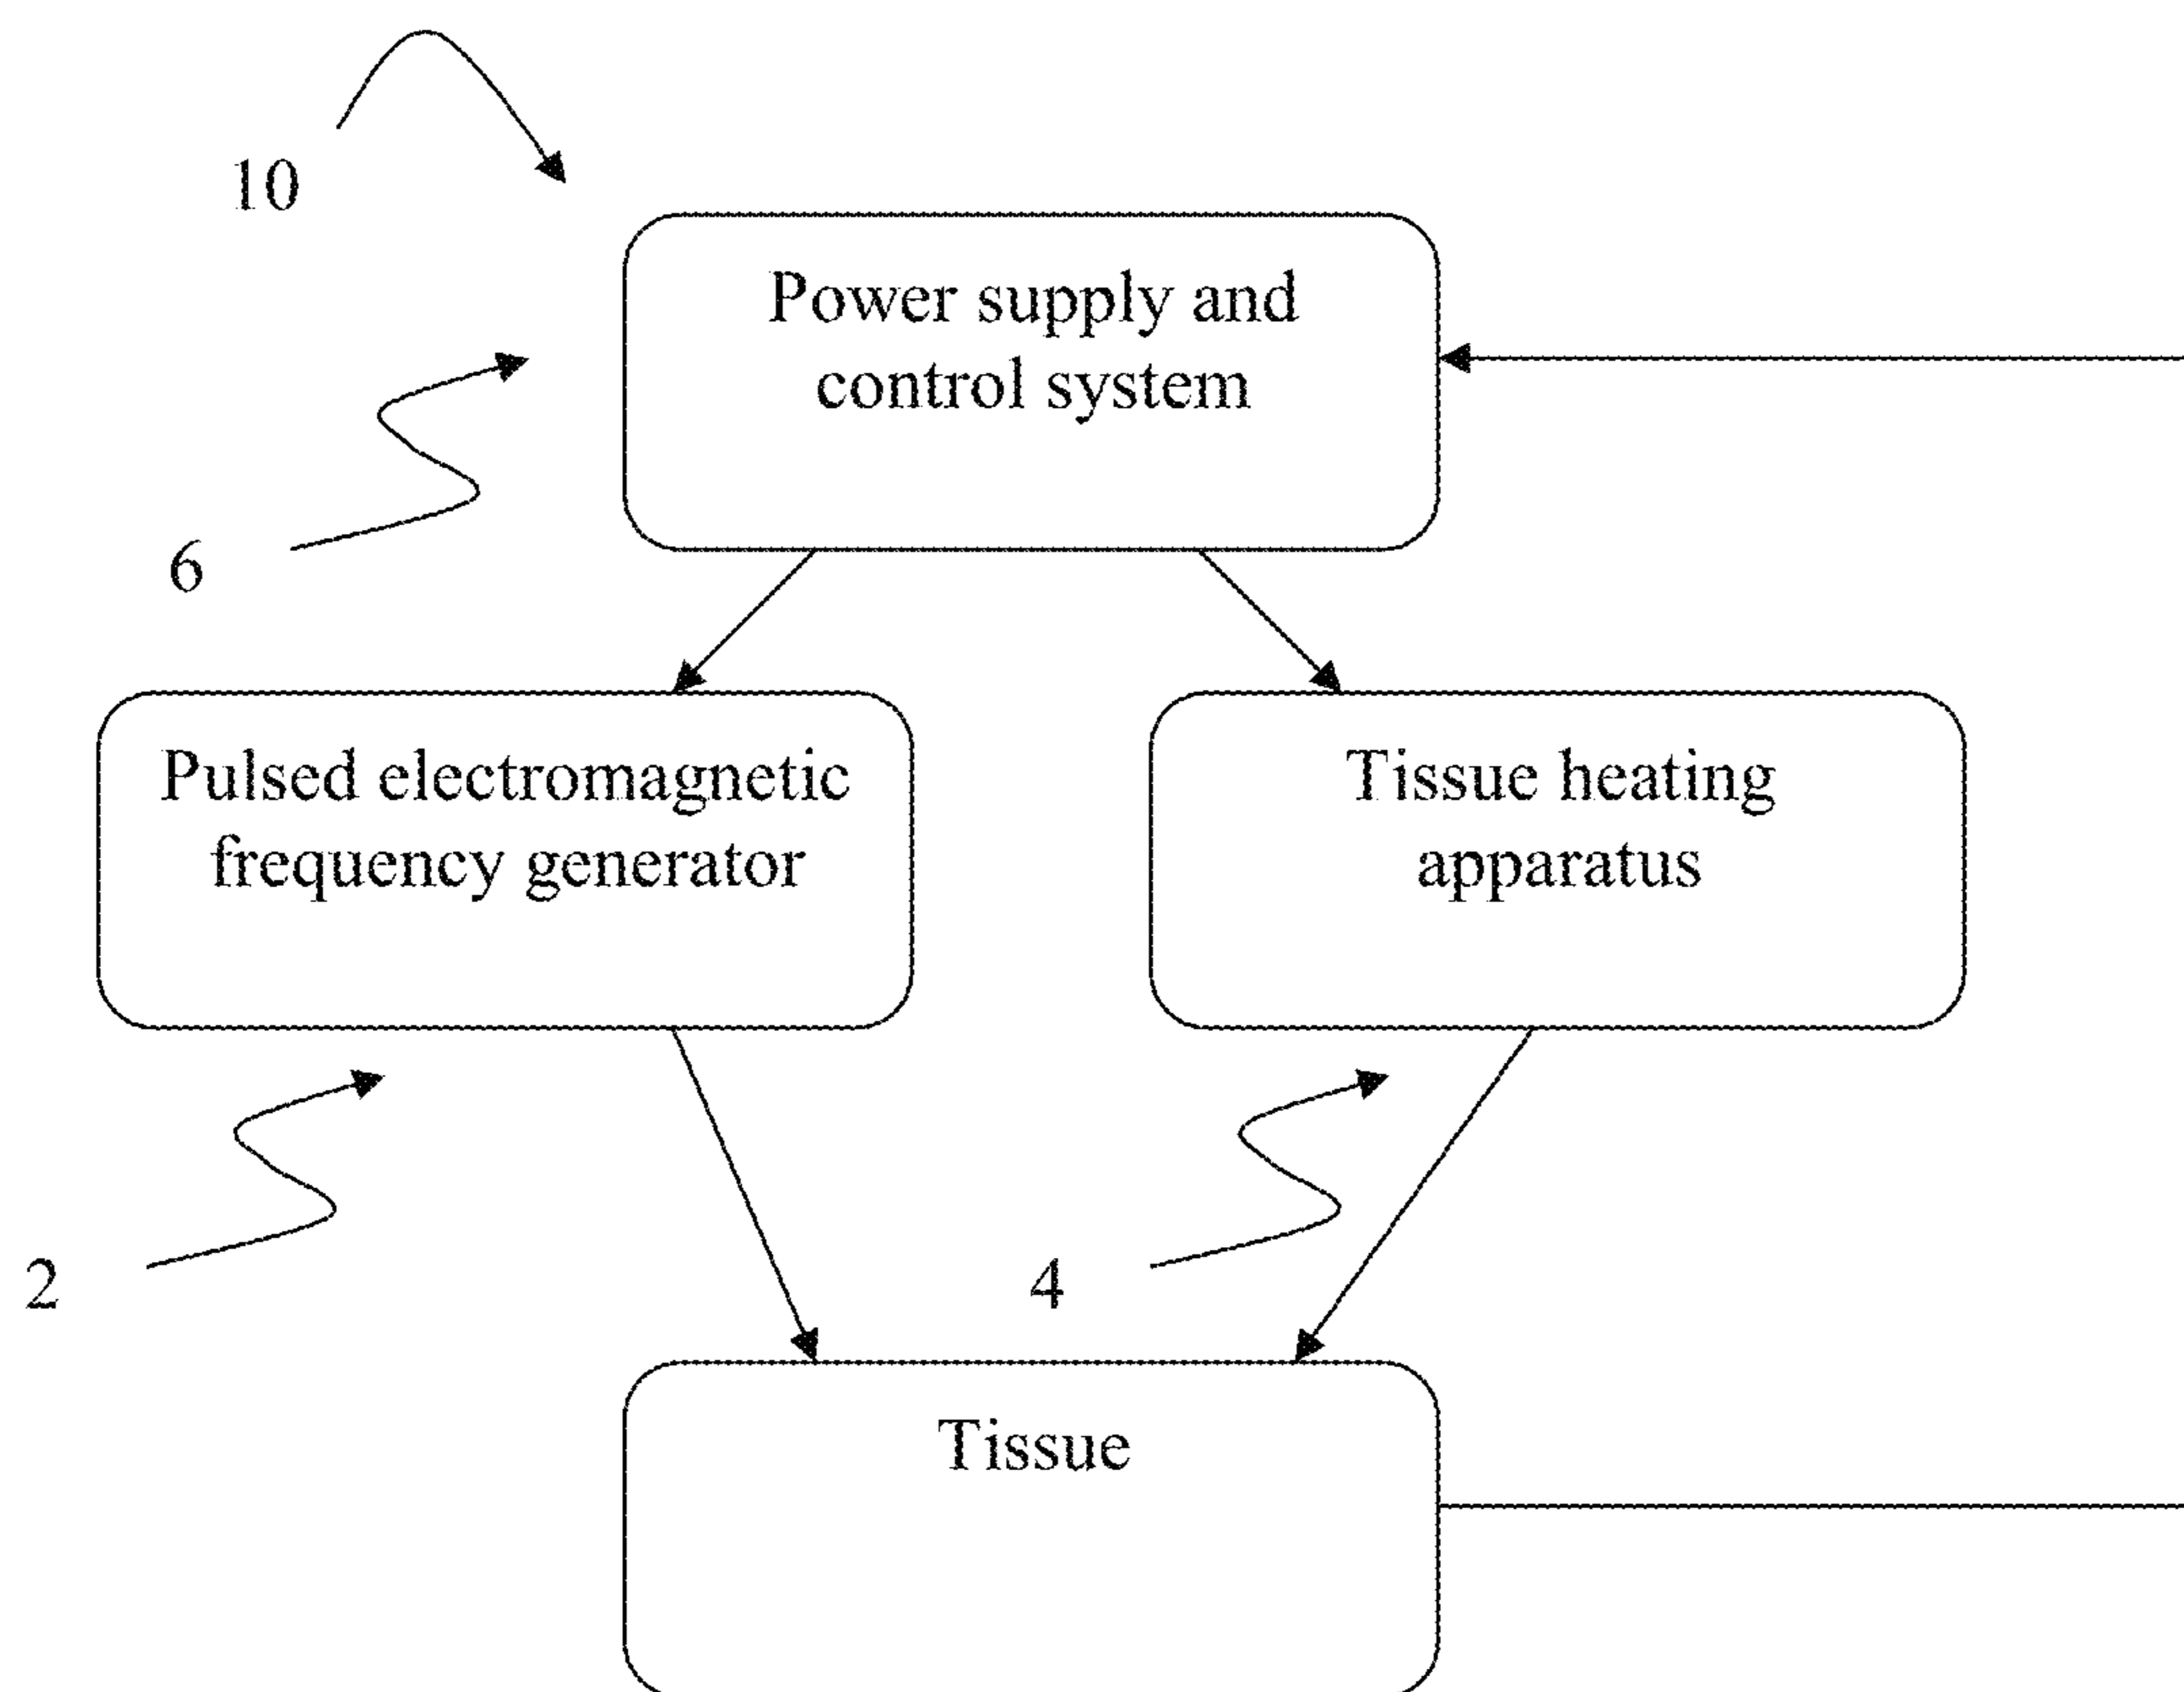 10
Power supply and
control system
6
Pulsed electromagnetic
frequency generator
Tissue heating
apparatus
2
4
Tissue